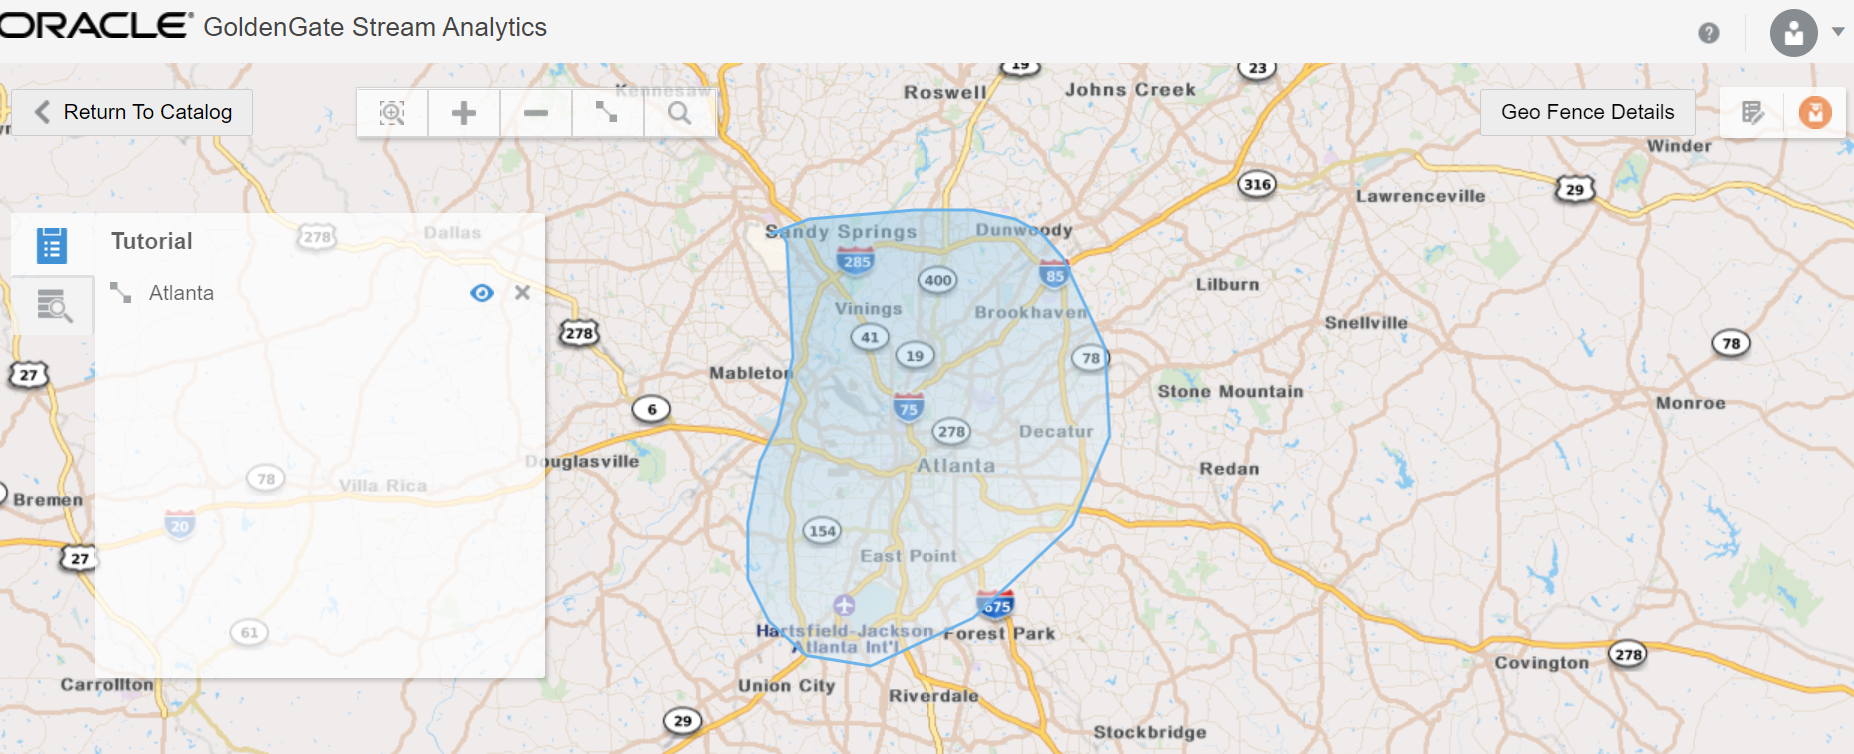 ORACLE® GoldenGate Stream Analytics
?
Return To Catalog
Geo Fence Details
Tutorial
Atlanta
Kennesaw
19
23
Roswell
Johns Creek
Winder
316
29
Lawrenceville
278
Dallas
Sandy Springs
Dunwoody
285
400
85
Lilburn
Vinings
Brookhaven
278
41
Snellville
19
78
78
27
Mableton
Stone Mountain
6
75
Monroe
278
Decatur
Douglasville
Atlanta
Redan
78
Villa Rica
Bremen
20
154
27
East Point
675
61
Hartsfield-Jackson
Atlanta Int'l
Forest Park
278
Covington
Carrollton
Union City
Riverdale
29
Stockbridge